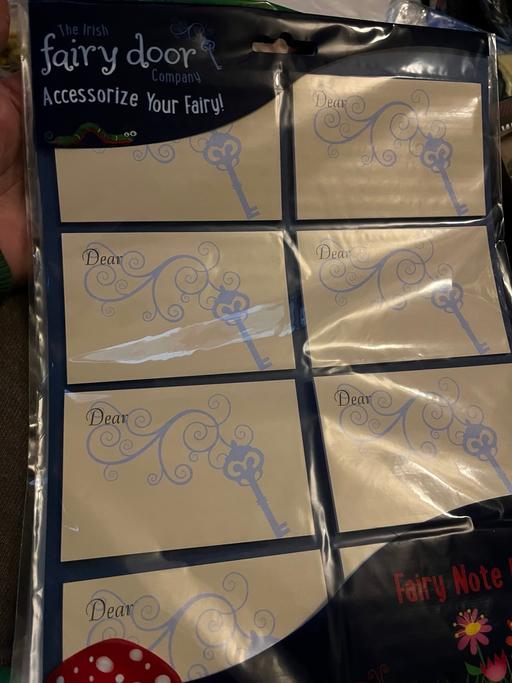 The Irish
fairy door
Company
Accessorize Your Fairy!
Dear
Dear
Dear
Dear
Dear
Dear
Fairy Note